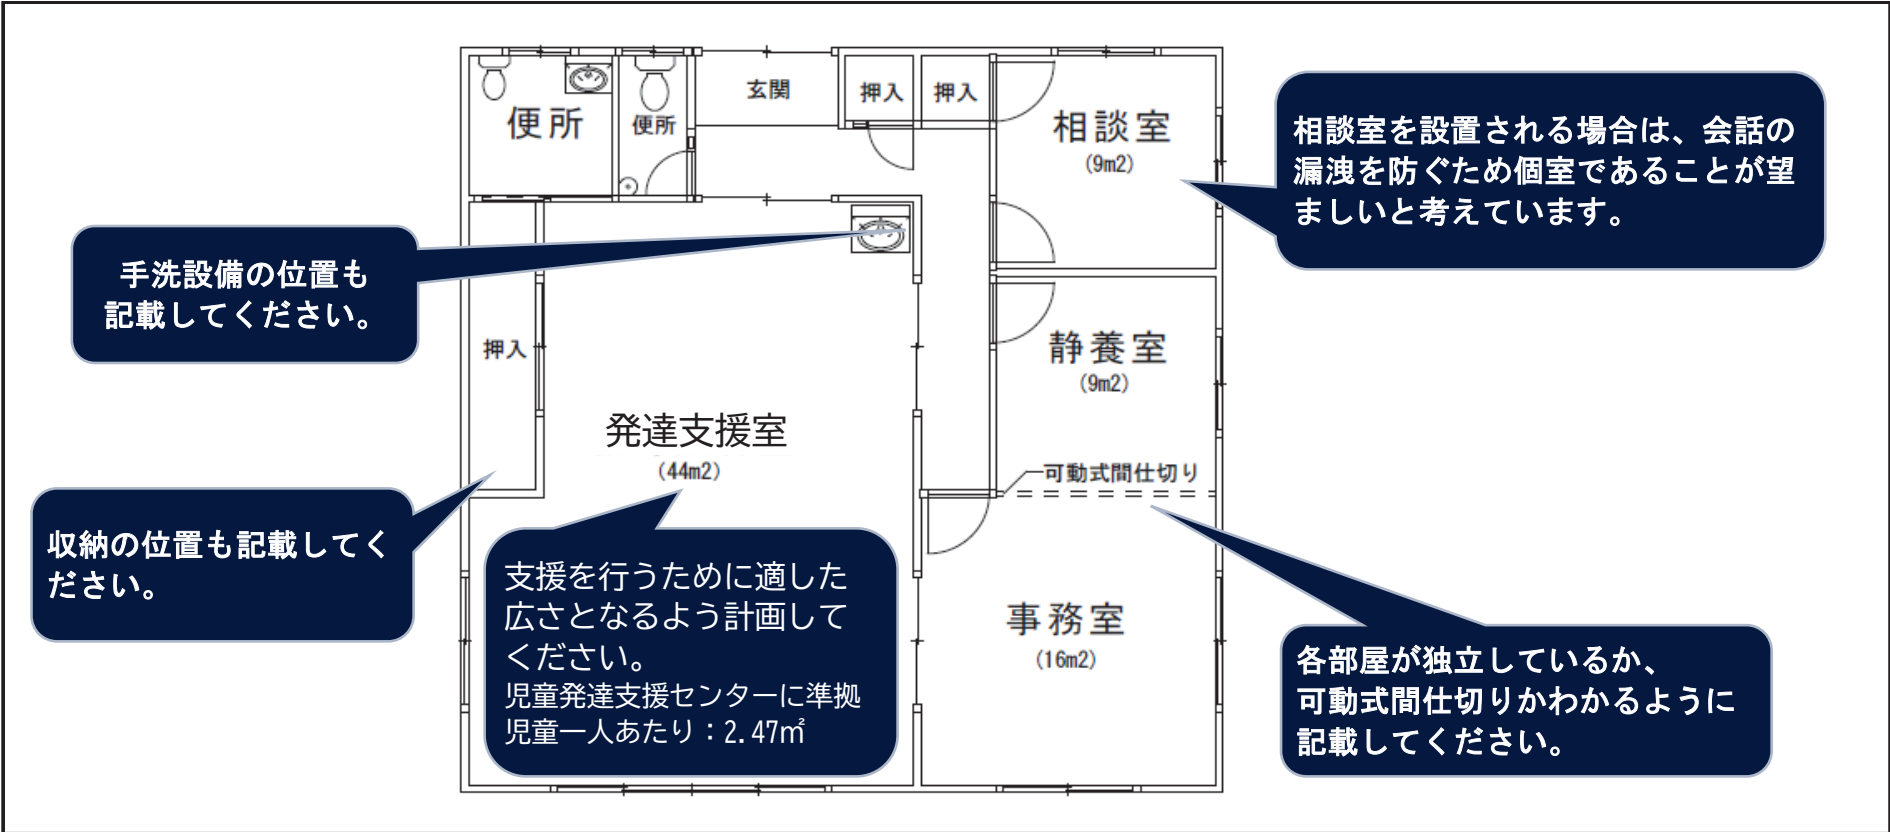 玄関
押入
押入
便所
便所
相談室
(9m2)
相談室を設置される場合は、会話の
漏洩を防ぐため個室であることが望
ましいと考えています。
手洗設備の位置も
記載してください。
押入
静養室
(9m2)
発達支援室
(44m2)
可動式間仕切り
収納の位置も記載してく
ださい。
支援を行うために適した
広さとなるよう計画して
ください。
児童発達支援センターに準拠
児童一人あたり：2.47㎡
事務室
(16m2)
各部屋が独立しているか、
可動式間仕切りかわかるように
記載してください。